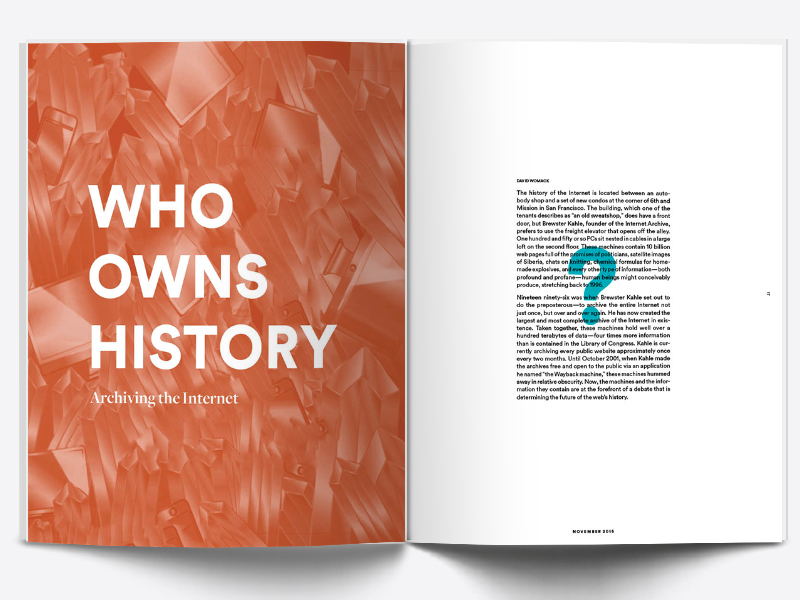 WHO
OWNS
HISTORY
Archiving the Internet
DAVID WOMACK
The history of the Internet is located between an auto-
body shop and a set of new condos at the corner of 6th and
Mission in San Francisco. The building, which one of the
tenants describes as "an old sweatshop," does have a front
door, but Brewster Kahle, founder of the Internet Archive,
prefers to use the freight elevator that opens off the alley.
One hundred and fifty or so PCs sit nested in cables in a large
loft on the second floor. These machines contain 10 billion
web pages full of the promises of politicians, satellite images
of Siberia, chats on knitting, chemical formulas for home-
made explosives, and every other type of information—both
profound and profane—human beings might conceivably
produce, stretching back to 1996.
Nineteen ninety-six was when Brewster Kahle set out to
do the preposterous—to archive the entire Internet not
just once, but over and over again. He has now created the
largest and most complete archive of the Internet in exis-
tence. Taken together, these machines hold well over a
hundred terabytes of data—four times more information
than is contained in the Library of Congress. Kahle is cur-
rently archiving every public website approximately once
every two months. Until October 2001, when Kahle made
the archives free and open to the public via an application
he named "the Wayback machine," these machines hummed
away in relative obscurity. Now, the machines and the infor-
mation they contain are at the forefront of a debate that is
determining the future of the web's history.
?
NOVEMBER 2015